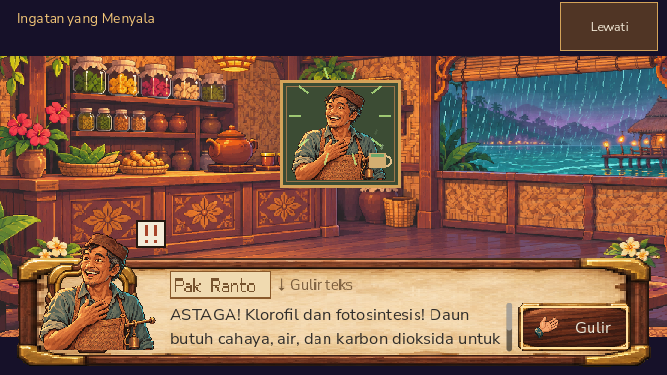 Ingatan yang Menyala
Lewati
!!
Pak Ranto
↓ Gulir teks
ASTAGA! Klorofil dan fotosintesis! Daun
butuh cahaya, air, dan karbon dioksida untuk
Gulir